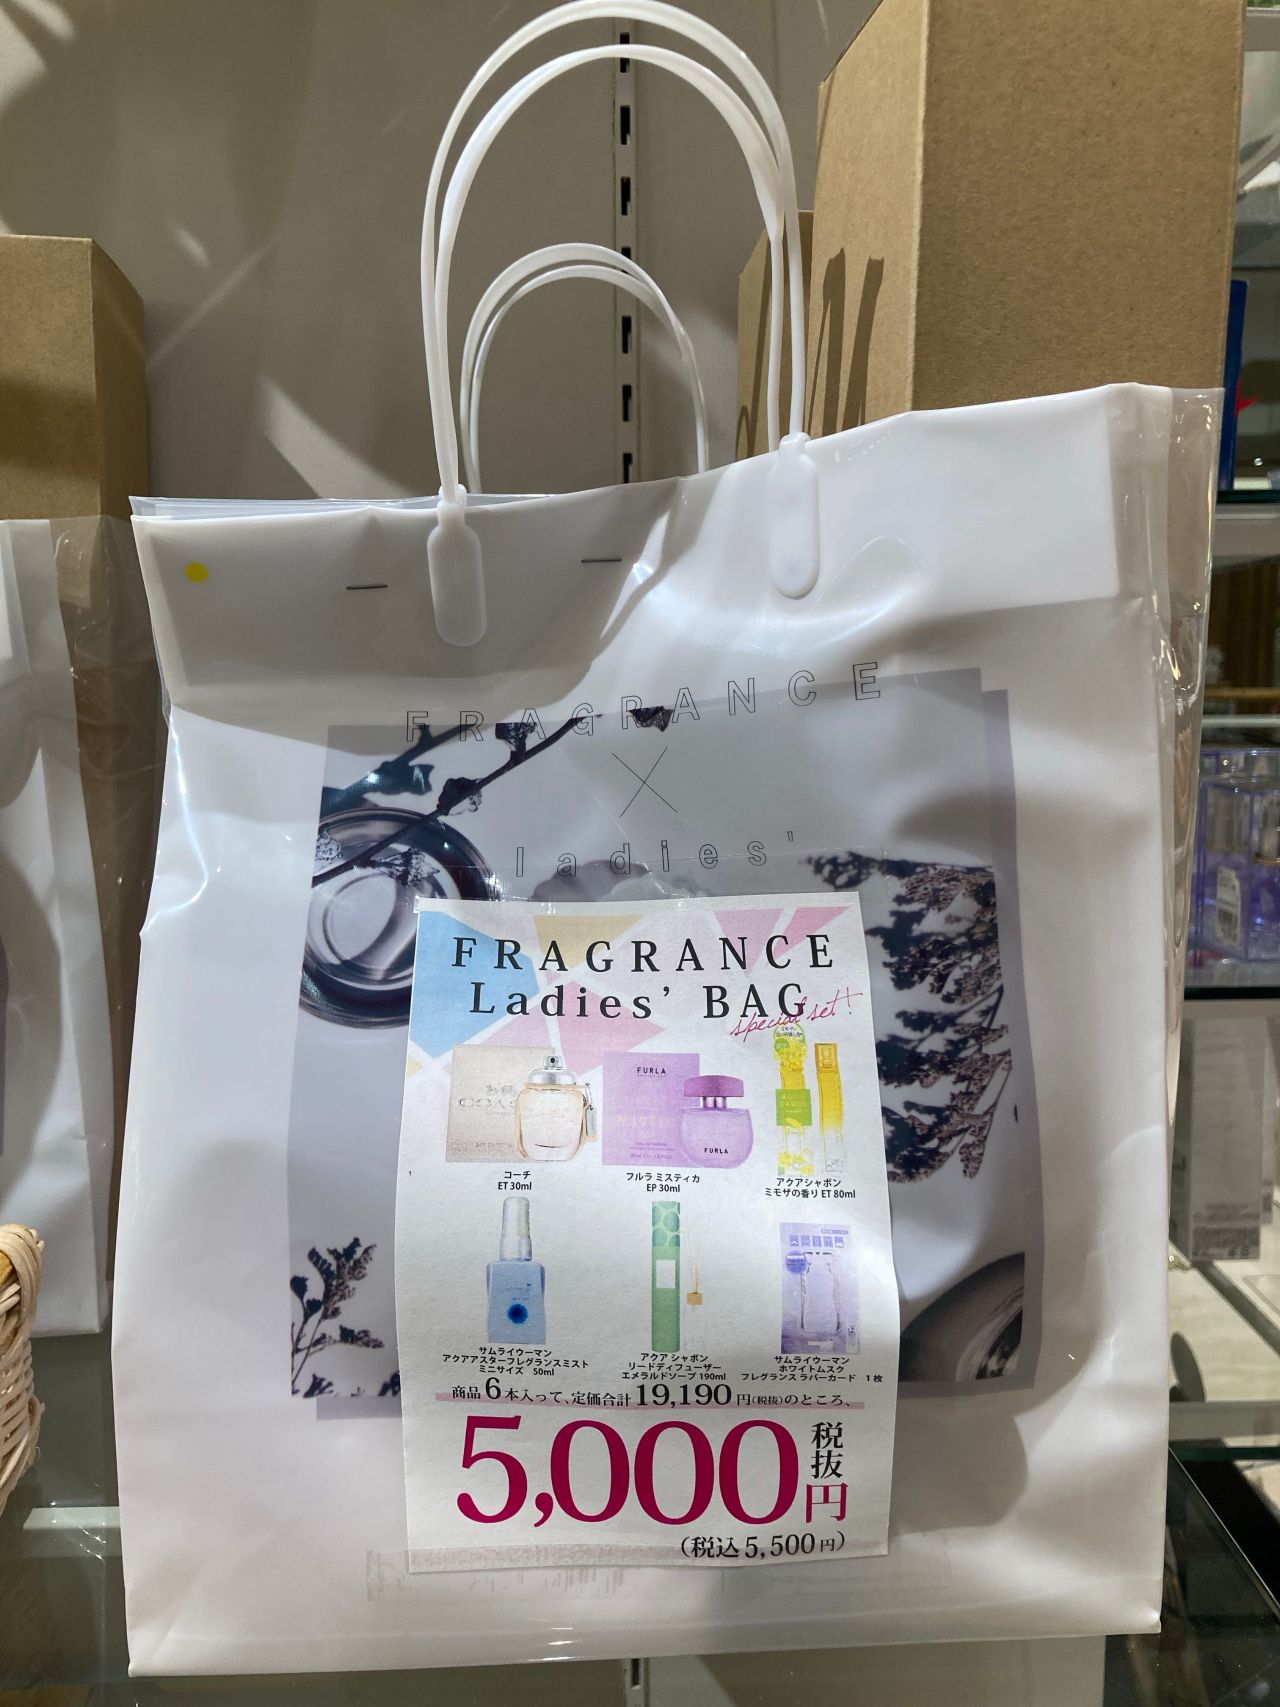 FRAGRANCE
ladies'
FRAGRANCE
Ladies' BAG
special set!
FURLA
FURLA
コーチ
ET 30ml
フルラ ミスティカ
EP 30ml
アクアシャボン
ミモザの香り ET 80ml
サムライウーマン
アクアアスターフレグランスミスト
ミニサイズ 50ml
アクア シャボン
リードディフューザー
エメラルドソープ 190ml
サムライウーマン
ホワイトムスク
フレグランス ラバーカード 1枚
商品6本入って、定価合計19,190円(税抜)のところ、
5,000税抜円
(税込5,500円)